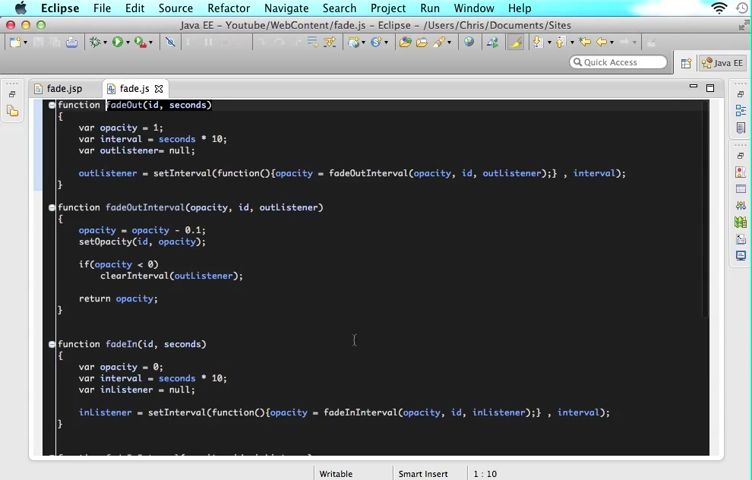 Eclipse File Edit Source Refactor Navigate Search Project Run Window Help
Java EE - Youtube/WebContent/fade.js - Eclipse - /Users/Chris/Documents/Sites
Quick Access
Java EE
fade.jsp
fade.js
function fadeOut(id, seconds)
{
var opacity = 1;
var interval = seconds * 10;
var outListener= null;
outListener = setInterval(function(){opacity = fadeOutInterval(opacity, id, outListener);} , interval);
}
function fadeOutInterval(opacity, id, outListener)
{
opacity = opacity - 0.1;
setOpacity(id, opacity);
if(opacity < 0)
clearInterval(outListener);
return opacity;
}
function fadeIn(id, seconds)
{
var opacity = 0;
var interval = seconds * 10;
var inListener = null;
inListener = setInterval(function(){opacity = fadeInInterval(opacity, id, inListener);} , interval);
}
Writable
Smart Insert
1 : 10